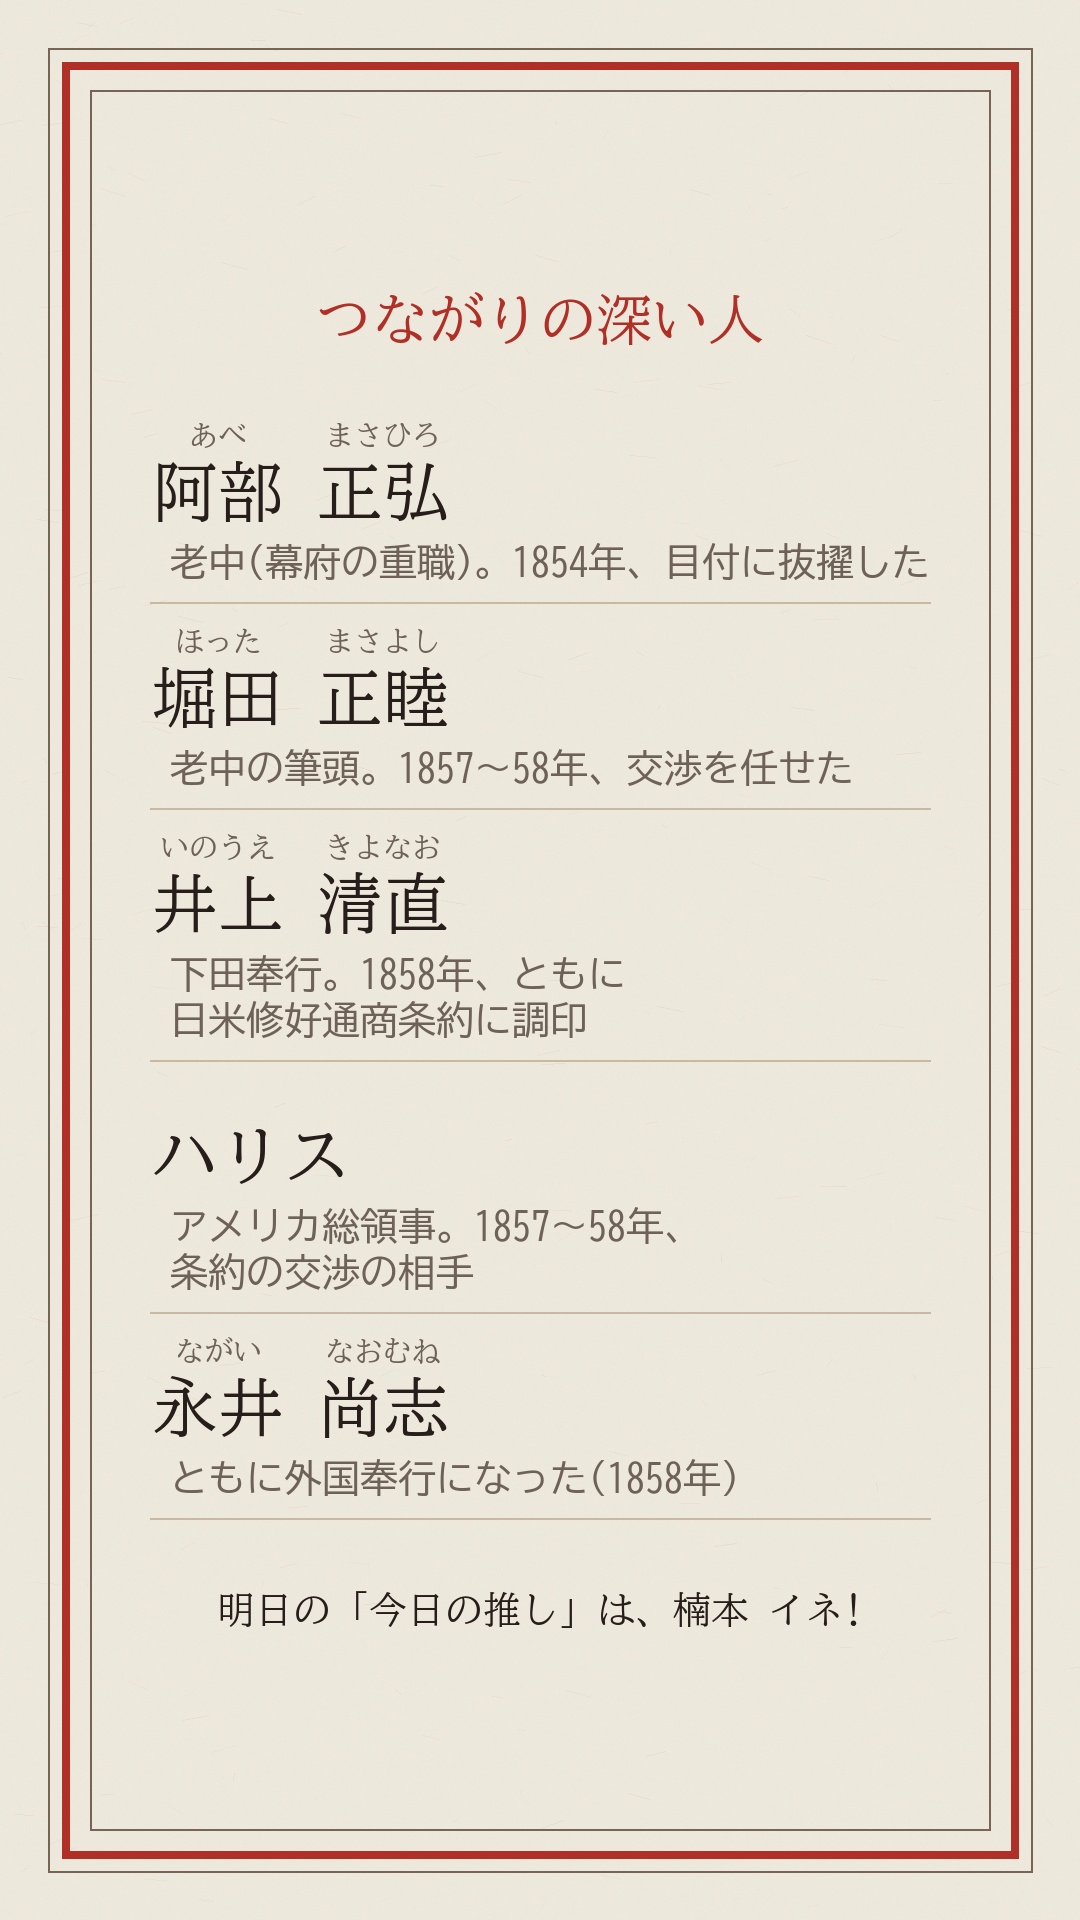 つながりの深い人
あべ まさひろ
阿部 正弘
老中(幕府の重職)。1854年、目付に抜擢した
ほった まさよし
堀田 正睦
老中の筆頭。1857〜58年、交渉を任せた
いのうえ きよなお
井上 清直
下田奉行。1858年、ともに
日米修好通商条約に調印
ハリス
アメリカ総領事。1857〜58年、
条約の交渉の相手
ながい なおむね
永井 尚志
ともに外国奉行になった(1858年)
明日の「今日の推し」は、楠本 イネ!